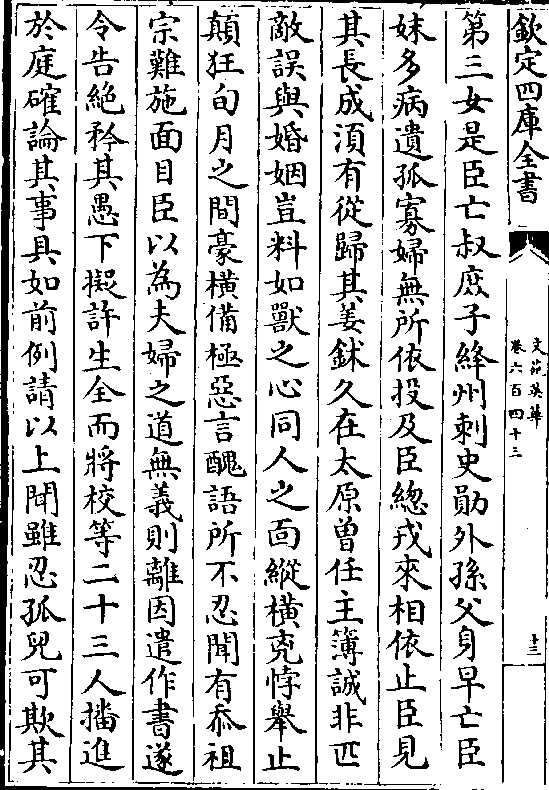 欽定四庫全書
文苑英華
卷六百四十三
十三
第三女是臣亡叔庶子絳州刺史勛外孫父身早亡臣
妹多病遺孤寡婦無所依投及臣總戎來相依止臣見
其長成須有從歸其姜鉥久在太原曽任主簿誠非匹
敵誤與婚姻豈料如獸之心同人之面縱橫兇悖舉止
顛狂旬月之間豪橫備極惡言醜語所不忍聞有忝祖
宗難施面目臣以為夫婦之道無義則離因遣作書遂
令告絶矜其愚下擬許生全而將校等二十三人播進
於庭確論其事具如前例請以上聞雖忍孤兒可欺其